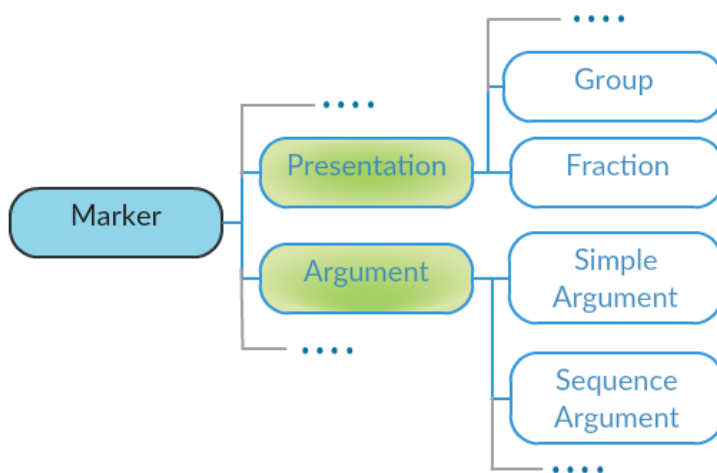 ....
Group
....
Presentation
Fraction
Marker
Argument
Simple
Argument
....
Sequence
Argument
....